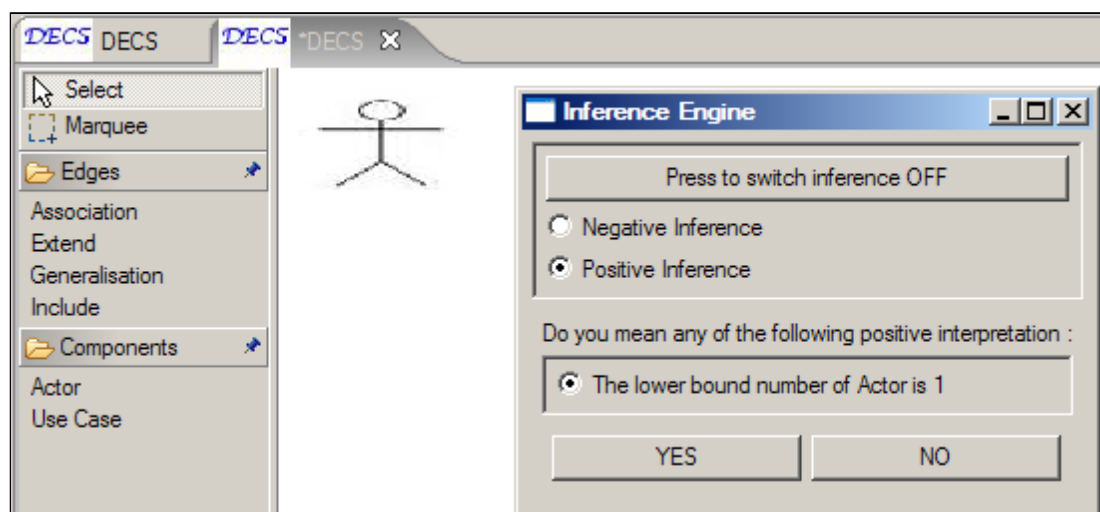 DECS DECS
DECS *DECS
Select
Marquee
Edges
Association
Extend
Generalisation
Include
Components
Actor
Use Case
Inference Engine
Press to switch inference OFF
Negative Inference
Positive Inference
Do you mean any of the following positive interpretation :
The lower bound number of Actor is 1
YES
NO